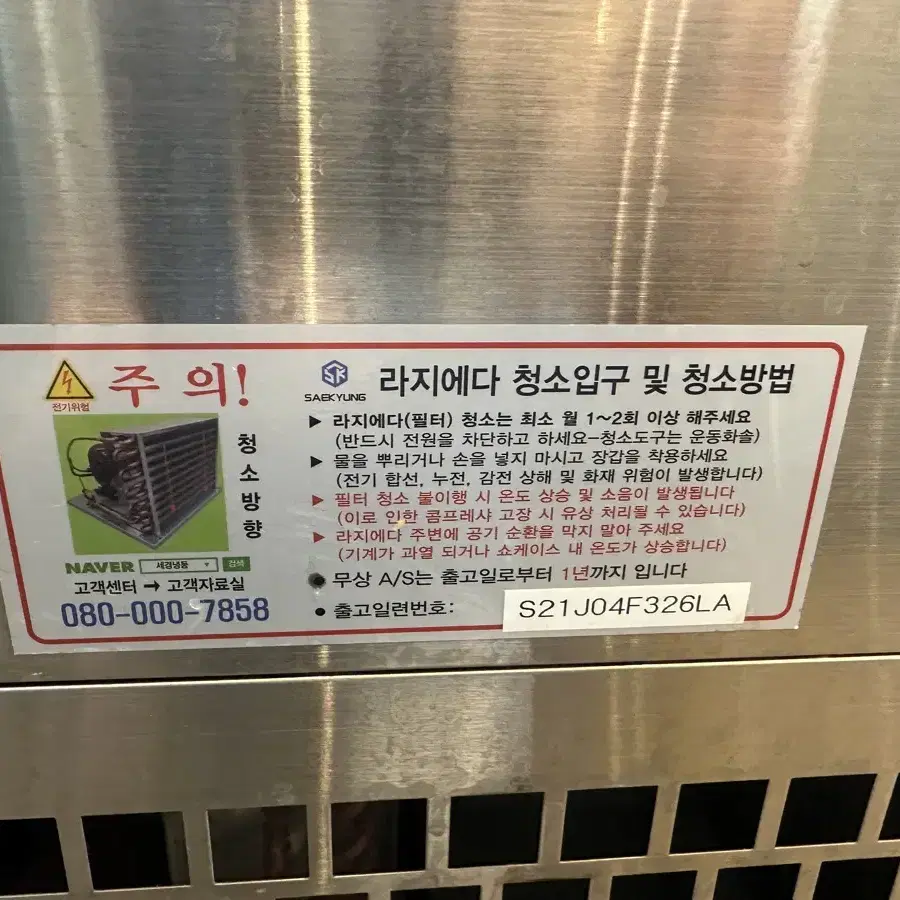 주 의!
전기위험
청소방향
NAVER 세경냉동 ▼ 검색
고객센터 → 고객자료실
080-000-7858
SK
SAEKYUNG
라지에다 청소입구 및 청소방법
▶ 라지에다(필터) 청소는 최소 월 1~2회 이상 해주세요
(반드시 전원을 차단하고 하세요-청소도구는 운동화솔)
▶ 물을 뿌리거나 손을 넣지 마시고 장갑을 착용하세요
(전기 합선, 누전, 감전 상해 및 화재 위험이 발생합니다)
▶ 필터 청소 불이행 시 온도 상승 및 소음이 발생됩니다
(이로 인한 콤프레샤 고장 시 유상 처리될 수 있습니다)
▶ 라지에다 주변에 공기 순환을 막지 말아 주세요
(기계가 과열 되거나 쇼케이스 내 온도가 상승합니다)
● 무상 A/S는 출고일로부터 1년까지 입니다
● 출고일련번호: S21J04F326LA